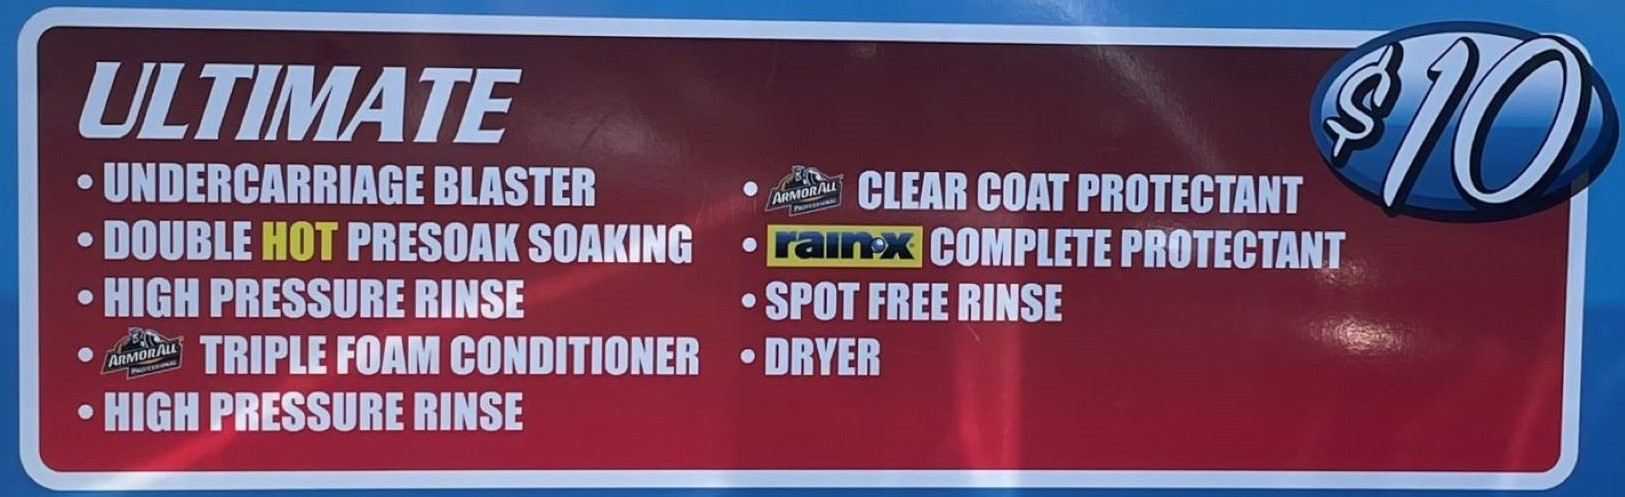 $10
ULTIMATE
• UNDERCARRIAGE BLASTER
• DOUBLE HOT PRESOAK SOAKING
• HIGH PRESSURE RINSE
• ARMORALL PROFESSIONAL TRIPLE FOAM CONDITIONER
• HIGH PRESSURE RINSE
• ARMORALL PROFESSIONAL CLEAR COAT PROTECTANT
• rain-x COMPLETE PROTECTANT
• SPOT FREE RINSE
• DRYER